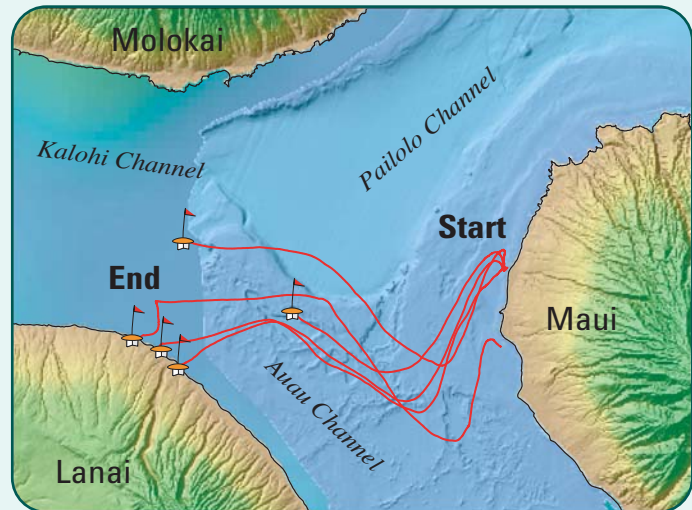 Molokai
Kalohi Channel
Pailolo Channel
Start
End
Maui
Auau Channel
Lanai